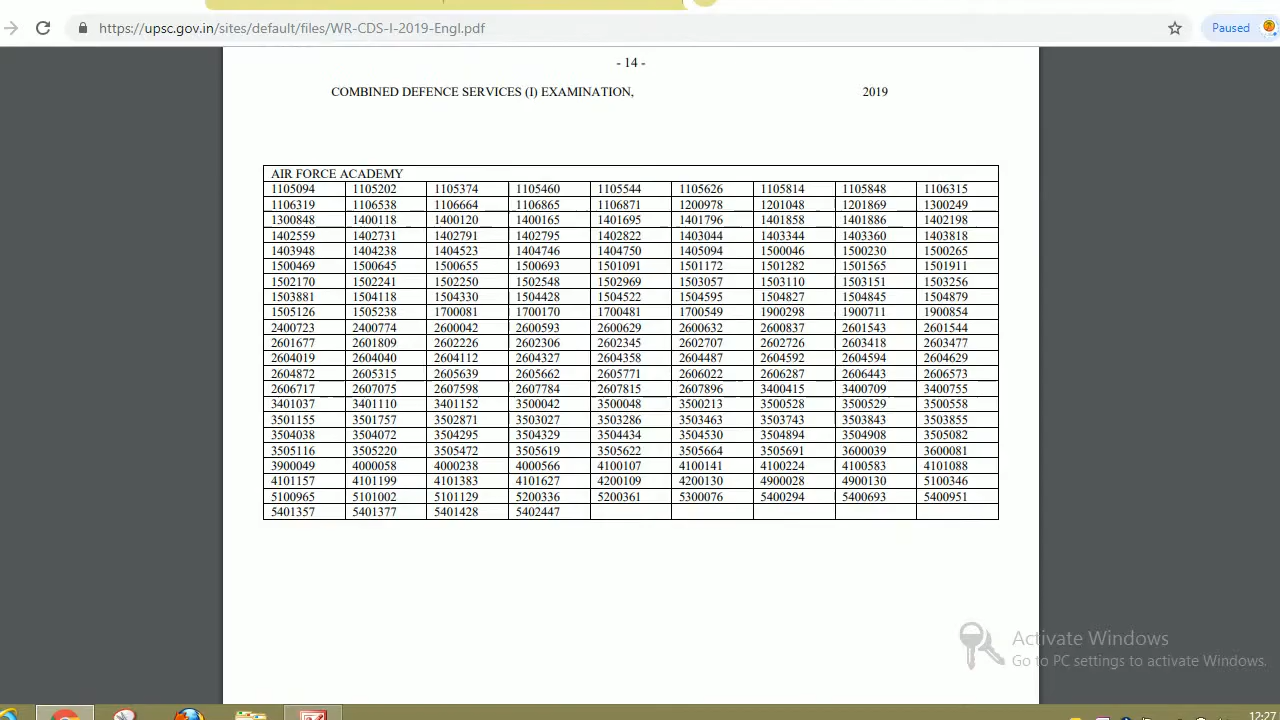 https://upsc.gov.in/sites/default/files/WR-CDS-I-2019-Engl.pdf
Paused
- 14 -
COMBINED DEFENCE SERVICES (I) EXAMINATION, 2019
AIR FORCE ACADEMY
1105094 1105202 1105374 1105460 1105544 1105626 1105814 1105848 1106315
1106319 1106538 1106664 1106865 1106871 1200978 1201048 1201869 1300249
1300848 1400118 1400120 1400165 1401695 1401796 1401858 1401886 1402198
1402559 1402731 1402791 1402795 1402822 1403044 1403344 1403360 1403818
1403948 1404238 1404523 1404746 1404750 1405094 1500046 1500230 1500265
1500469 1500645 1500655 1500693 1501091 1501172 1501282 1501565 1501911
1502170 1502241 1502250 1502548 1502969 1503057 1503110 1503151 1503256
1503881 1504118 1504330 1504428 1504522 1504595 1504827 1504845 1504879
1505126 1505238 1700081 1700170 1700481 1700549 1900298 1900711 1900854
2400723 2400774 2600042 2600593 2600629 2600632 2600837 2601543 2601544
2601677 2601809 2602226 2602306 2602345 2602707 2602726 2603418 2603477
2604019 2604040 2604112 2604327 2604358 2604487 2604592 2604594 2604629
2604872 2605315 2605639 2605662 2605771 2606022 2606287 2606443 2606573
2606717 2607075 2607598 2607784 2607815 2607896 3400415 3400709 3400755
3401037 3401110 3401152 3500042 3500048 3500213 3500528 3500529 3500558
3501155 3501757 3502871 3503027 3503286 3503463 3503743 3503843 3503855
3504038 3504072 3504295 3504329 3504434 3504530 3504894 3504908 3505082
3505116 3505220 3505472 3505619 3505622 3505664 3505691 3600039 3600081
3900049 4000058 4000238 4000566 4100107 4100141 4100224 4100583 4101088
4101157 4101199 4101383 4101627 4200109 4200130 4900028 4900130 5100346
5100965 5101002 5101129 5200336 5200361 5300076 5400294 5400693 5400951
5401357 5401377 5401428 5402447
Activate Windows
Go to PC settings to activate Windows.
12:27